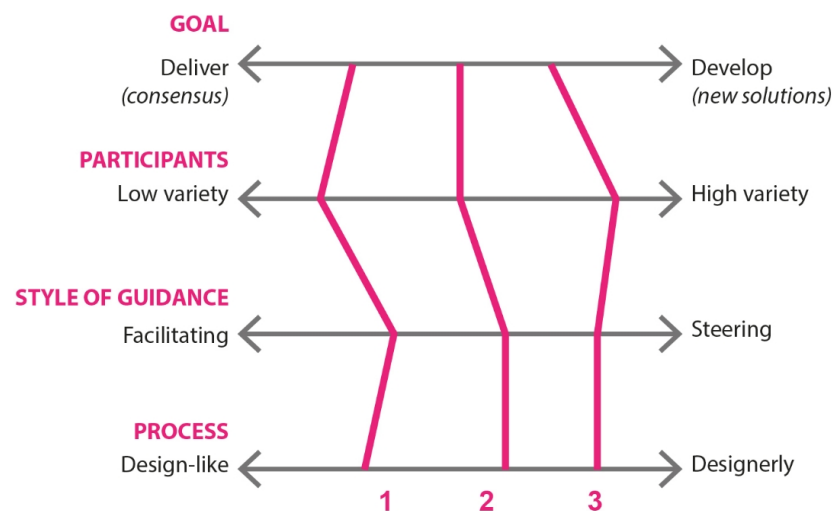 GOAL
Deliver
(consensus)
Develop
(new solutions)
PARTICIPANTS
Low variety
High variety
STYLE OF GUIDANCE
Facilitating
Steering
PROCESS
Design-like
Designerly
1 2 3